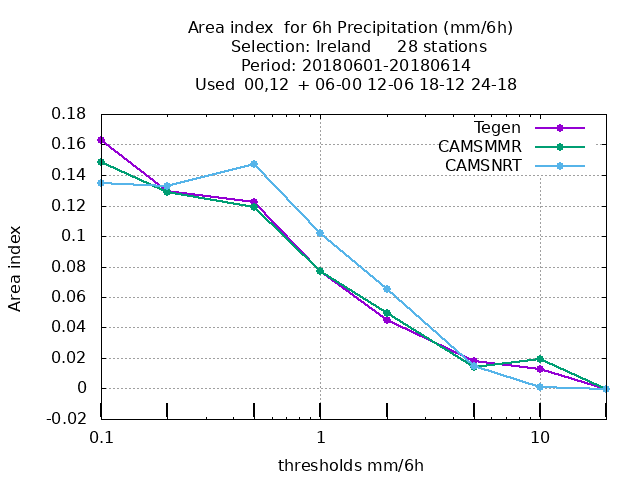 Area index  for 6h Precipitation (mm/6h)
Selection: Ireland     28 stations
Period: 20180601-20180614
Used  00,12  + 06-00 12-06 18-12 24-18
Tegen
CAMSMMR
CAMSNRT
0.18
0.16
0.14
0.12
0.1
0.08
0.06
0.04
0.02
0
-0.02
Area index
0.1 1 10
thresholds mm/6h